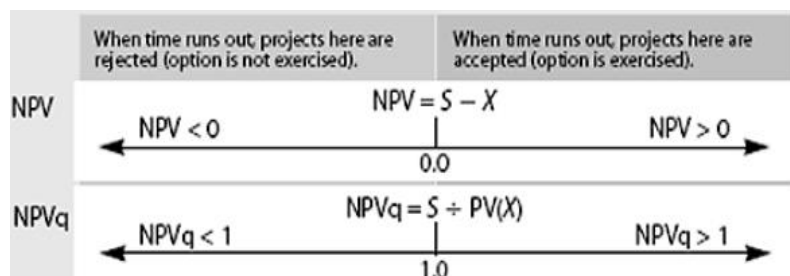 When time runs out, projects here are
rejected (option is not exercised).
When time runs out, projects here are
accepted (option is exercised).
NPV
NPV = S – X
NPV < 0
NPV > 0
0.0
NPVq
NPVq = S ÷ PV(X)
NPVq < 1
NPVq > 1
1.0